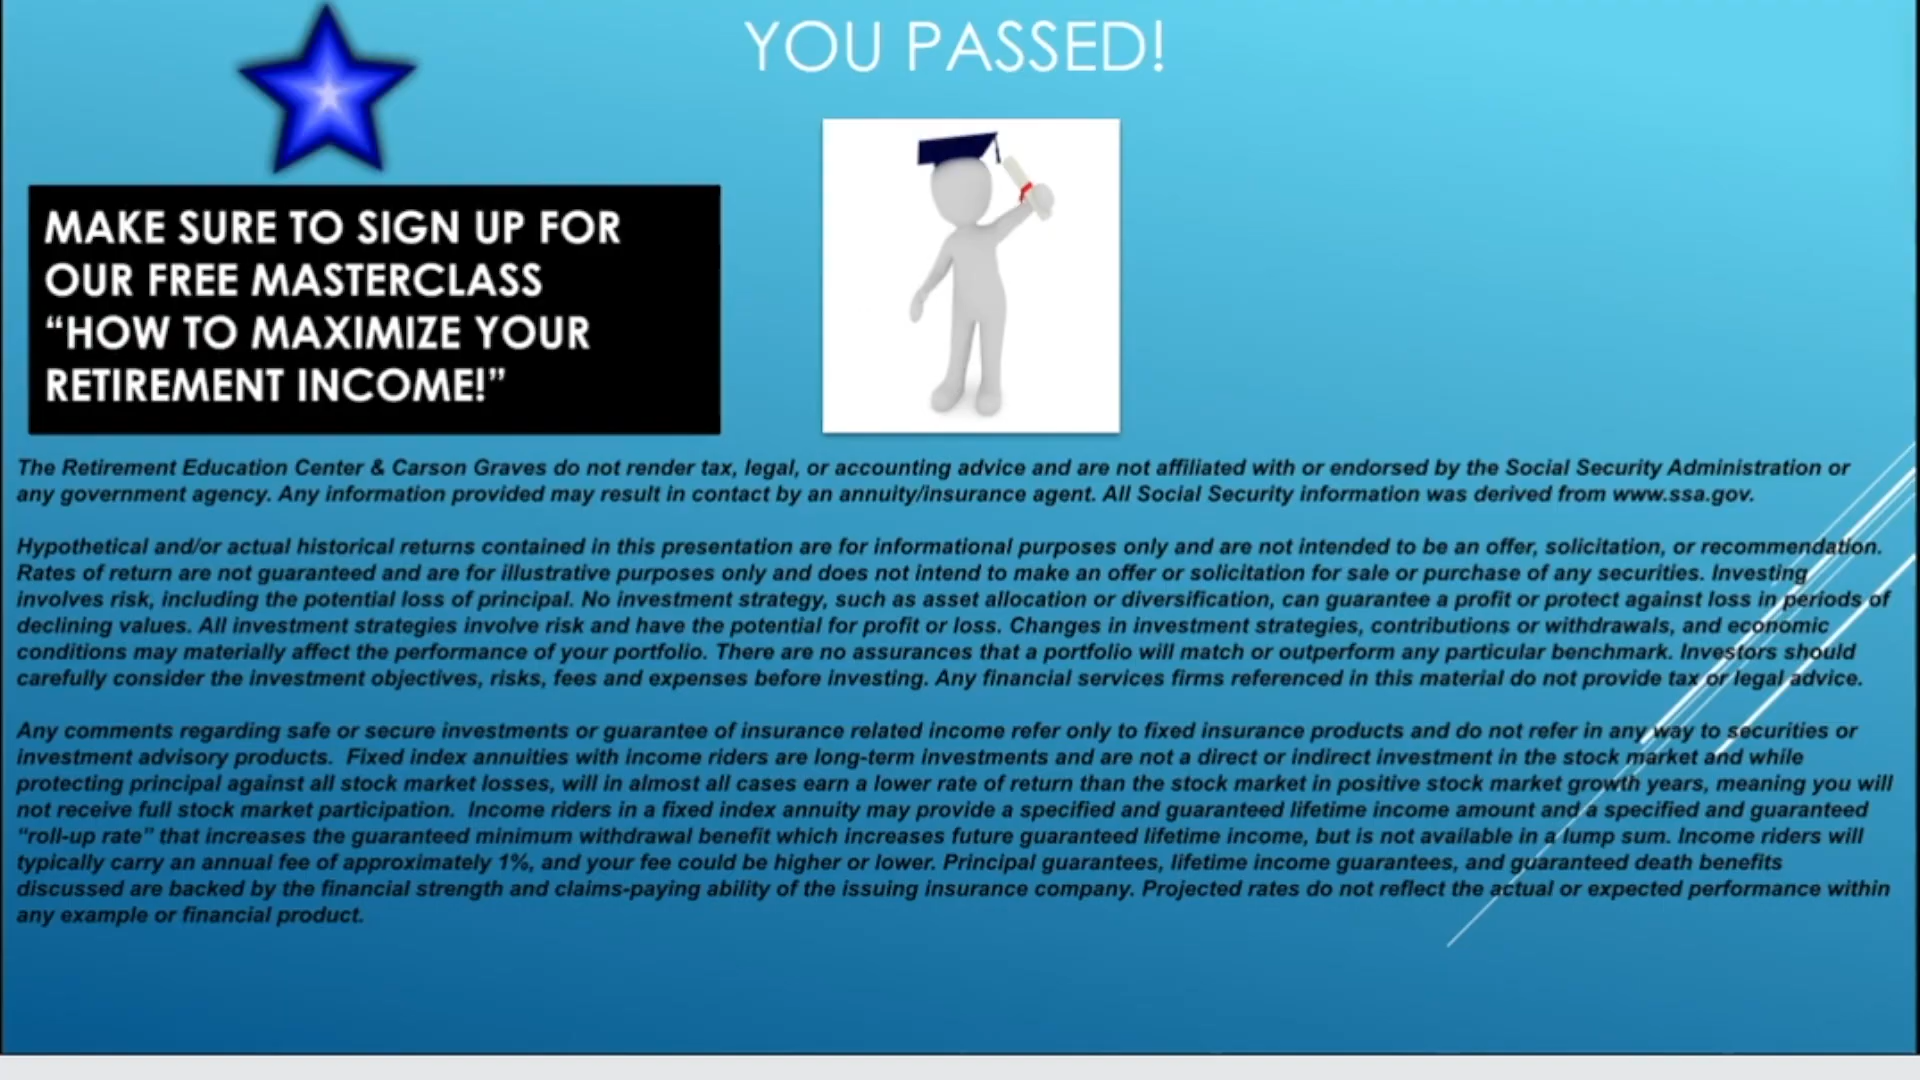 YOU PASSED!
MAKE SURE TO SIGN UP FOR
OUR FREE MASTERCLASS
“HOW TO MAXIMIZE YOUR
RETIREMENT INCOME!”
The Retirement Education Center & Carson Graves do not render tax, legal, or accounting advice and are not affiliated with or endorsed by the Social Security Administration or
any government agency. Any information provided may result in contact by an annuity/insurance agent. All Social Security information was derived from www.ssa.gov.
Hypothetical and/or actual historical returns contained in this presentation are for informational purposes only and are not intended to be an offer, solicitation, or recommendation.
Rates of return are not guaranteed and are for illustrative purposes only and does not intend to make an offer or solicitation for sale or purchase of any securities. Investing
involves risk, including the potential loss of principal. No investment strategy, such as asset allocation or diversification, can guarantee a profit or protect against loss in periods of
declining values. All investment strategies involve risk and have the potential for profit or loss. Changes in investment strategies, contributions or withdrawals, and economic
conditions may materially affect the performance of your portfolio. There are no assurances that a portfolio will match or outperform any particular benchmark. Investors should
carefully consider the investment objectives, risks, fees and expenses before investing. Any financial services firms referenced in this material do not provide tax or legal advice.
Any comments regarding safe or secure investments or guarantee of insurance related income refer only to fixed insurance products and do not refer in any way to securities or
investment advisory products. Fixed index annuities with income riders are long-term investments and are not a direct or indirect investment in the stock market and while
protecting principal against all stock market losses, will in almost all cases earn a lower rate of return than the stock market in positive stock market growth years, meaning you will
not receive full stock market participation. Income riders in a fixed index annuity may provide a specified and guaranteed lifetime income amount and a specified and guaranteed
“roll-up rate” that increases the guaranteed minimum withdrawal benefit which increases future guaranteed lifetime income, but is not available in a lump sum. Income riders will
typically carry an annual fee of approximately 1%, and your fee could be higher or lower. Principal guarantees, lifetime income guarantees, and guaranteed death benefits
discussed are backed by the financial strength and claims-paying ability of the issuing insurance company. Projected rates do not reflect the actual or expected performance within
any example or financial product.